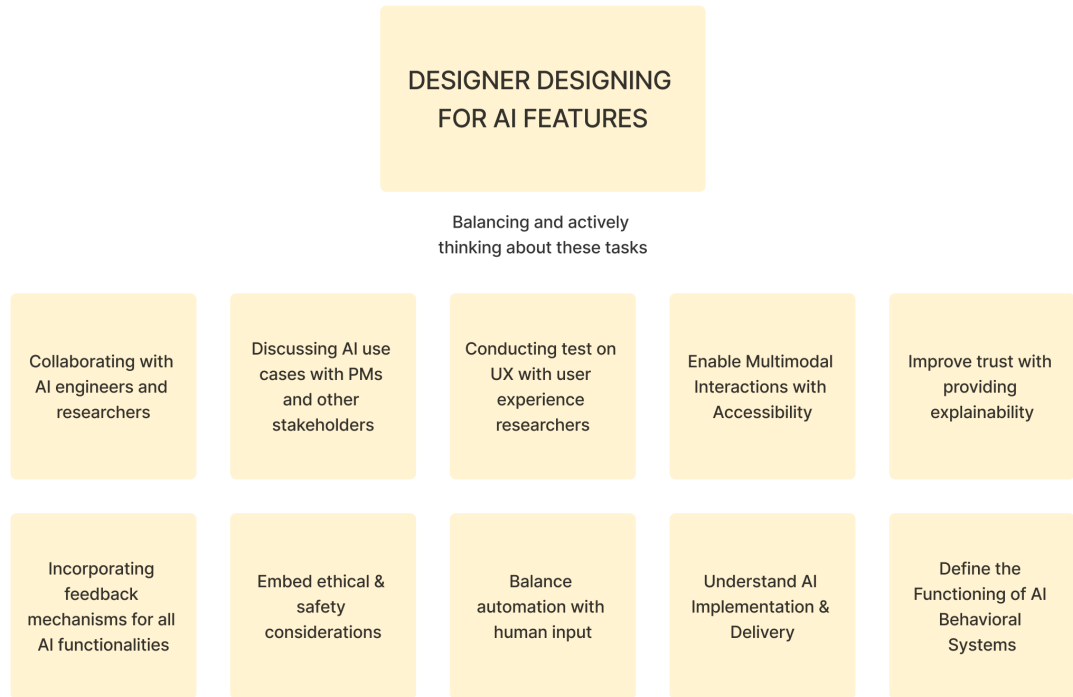 DESIGNER DESIGNING
FOR AI FEATURES
Balancing and actively
thinking about these tasks
Collaborating with
AI engineers and
researchers
Discussing AI use
cases with PMs
and other
stakeholders
Conducting test on
UX with user
experience
researchers
Enable Multimodal
Interactions with
Accessibility
Improve trust with
providing
explainability
Incorporating
feedback
mechanisms for all
AI functionalities
Embed ethical &
safety
considerations
Balance
automation with
human input
Understand AI
Implementation &
Delivery
Define the
Functioning of AI
Behavioral
Systems